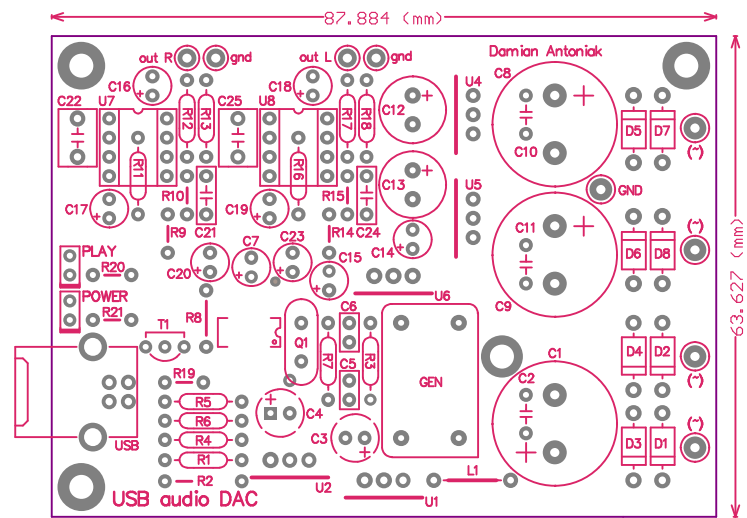 87.884 (mm)
out R
gnd
out L
gnd
Damian Antoniak
C16
C18
U4
C8
C22
U7
C25
U8
C12
R12
R13
R17
R18
C10
D5
D7
(~)
R11
R16
C13
U5
GND
R10
R15
C17
C21
C19
C24
R9
R14
C14
C11
(~)
PLAY
C20
C7
C23
C15
D6
D8
R20
POWER
U6
C9
63.627 (mm)
R21
T1
R8
Q1
C6
R7
C5
R3
GEN
C1
D4
D2
(~)
R19
C2
R5
R6
C4
USB
R4
C3
D3
D1
(~)
R1
R2
U2
L1
U1
USB audio DAC